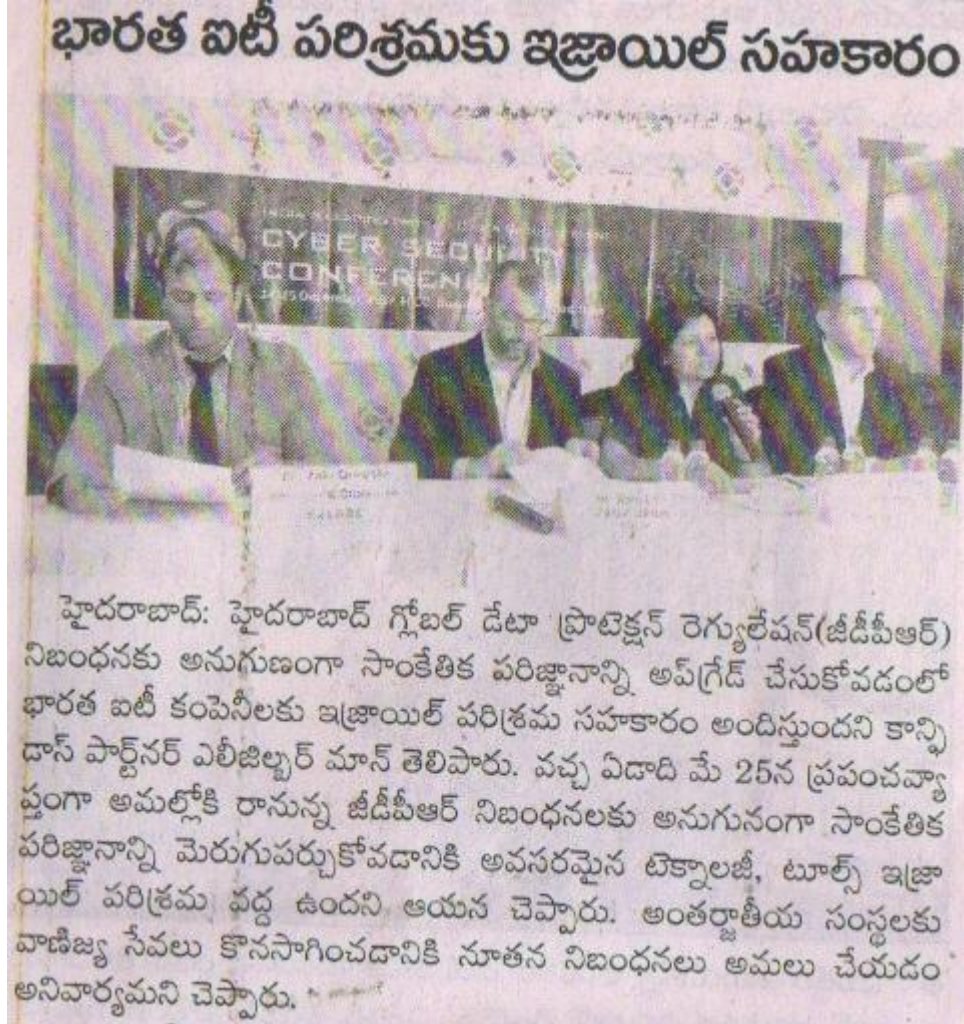 భారత ఐటీ పరిశ్రమకు ఇజ్రాయిల్ సహకారం
CYBER SECURITY
CONFEREN
హైదరాబాద్: హైదరాబాద్ గ్లోబల్ డేటా ప్రొటెక్షన్ రెగ్యులేషన్(జీడీపీఆర్)
నిబంధనకు అనుగుణంగా సాంకేతిక పరిజ్ఞానాన్ని అప్‌గ్రేడ్ చేసుకోవడంలో
భారత ఐటీ కంపెనీలకు ఇజ్రాయిల్ పరిశ్రమ సహకారం అందిస్తుందని కాన్ఫి
డాస్ పార్ట్‌నర్ ఎలీజిల్బర్ మాన్ తెలిపారు. వచ్చ ఏడాది మే 25న ప్రపంచవ్యా
ప్తంగా అమల్లోకి రానున్న జీడీపీఆర్ నిబంధనలకు అనుగునంగా సాంకేతిక
పరిజ్ఞానాన్ని మెరుగుపర్చుకోవడానికి అవసరమైన టెక్నాలజీ, టూల్స్ ఇజ్రా
యిల్ పరిశ్రమ వద్ద ఉందని ఆయన చెప్పారు. అంతర్జాతీయ సంస్థలకు
వాణిజ్య సేవలు కొనసాగించడానికి నూతన నిబంధనలు అమలు చేయడం
అనివార్యమని చెప్పారు.